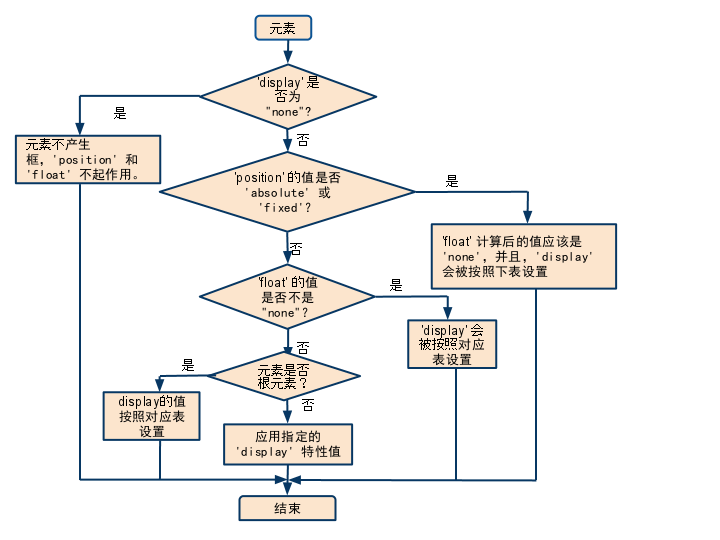 元素
'display' 是
否为
"none"?
是
否
元素不产生
框, 'position' 和
'float' 不起作用。
'position' 的值是否
'absolute' 或
'fixed'?
是
否
'float' 计算后的值应该是
'none', 并且, 'display'
会被按照下表设置
'float' 的值
是否不是
"none"?
是
否
'display' 会
被按照对应
表设置
元素是否
根元素?
是
否
display的值
按照对应表
设置
应用指定的
'display' 特性值
结束